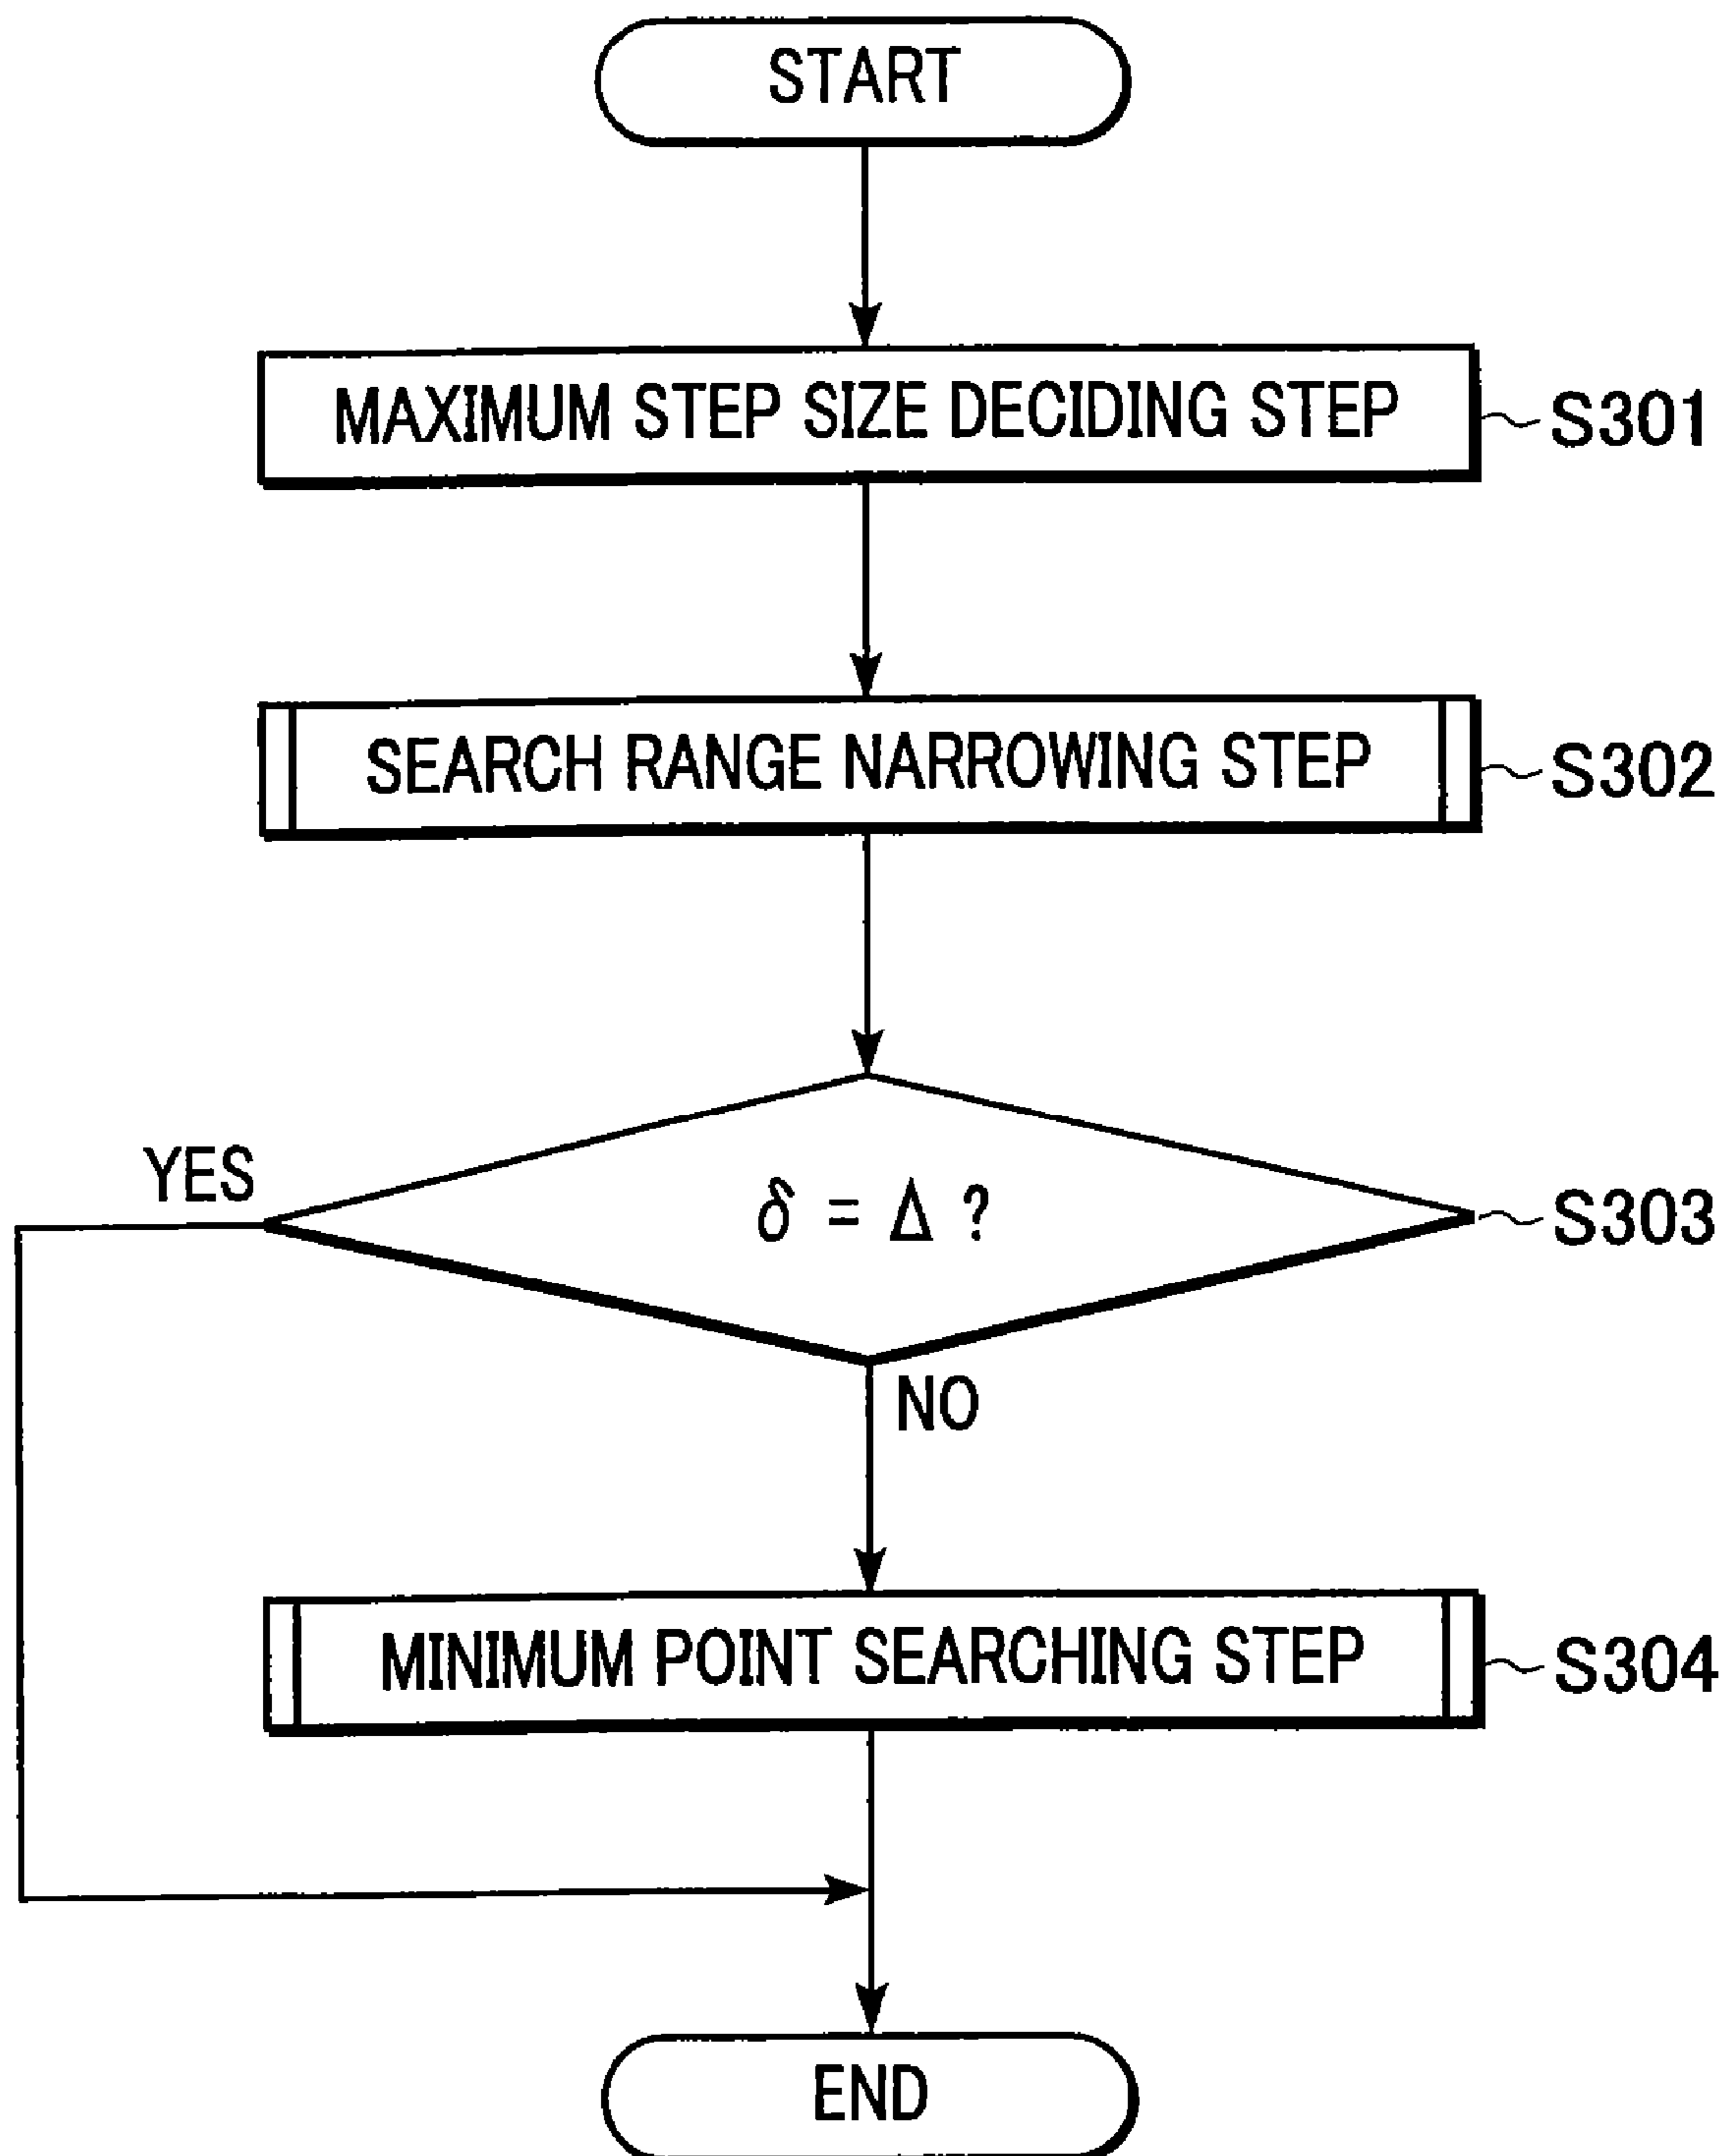 START
MAXIMUM STEP SIZE DECIDING STEP
S301
SEARCH RANGE NARROWING STEP
S302
YES
δ = Δ ?
S303
NO
MINIMUM POINT SEARCHING STEP
S304
END